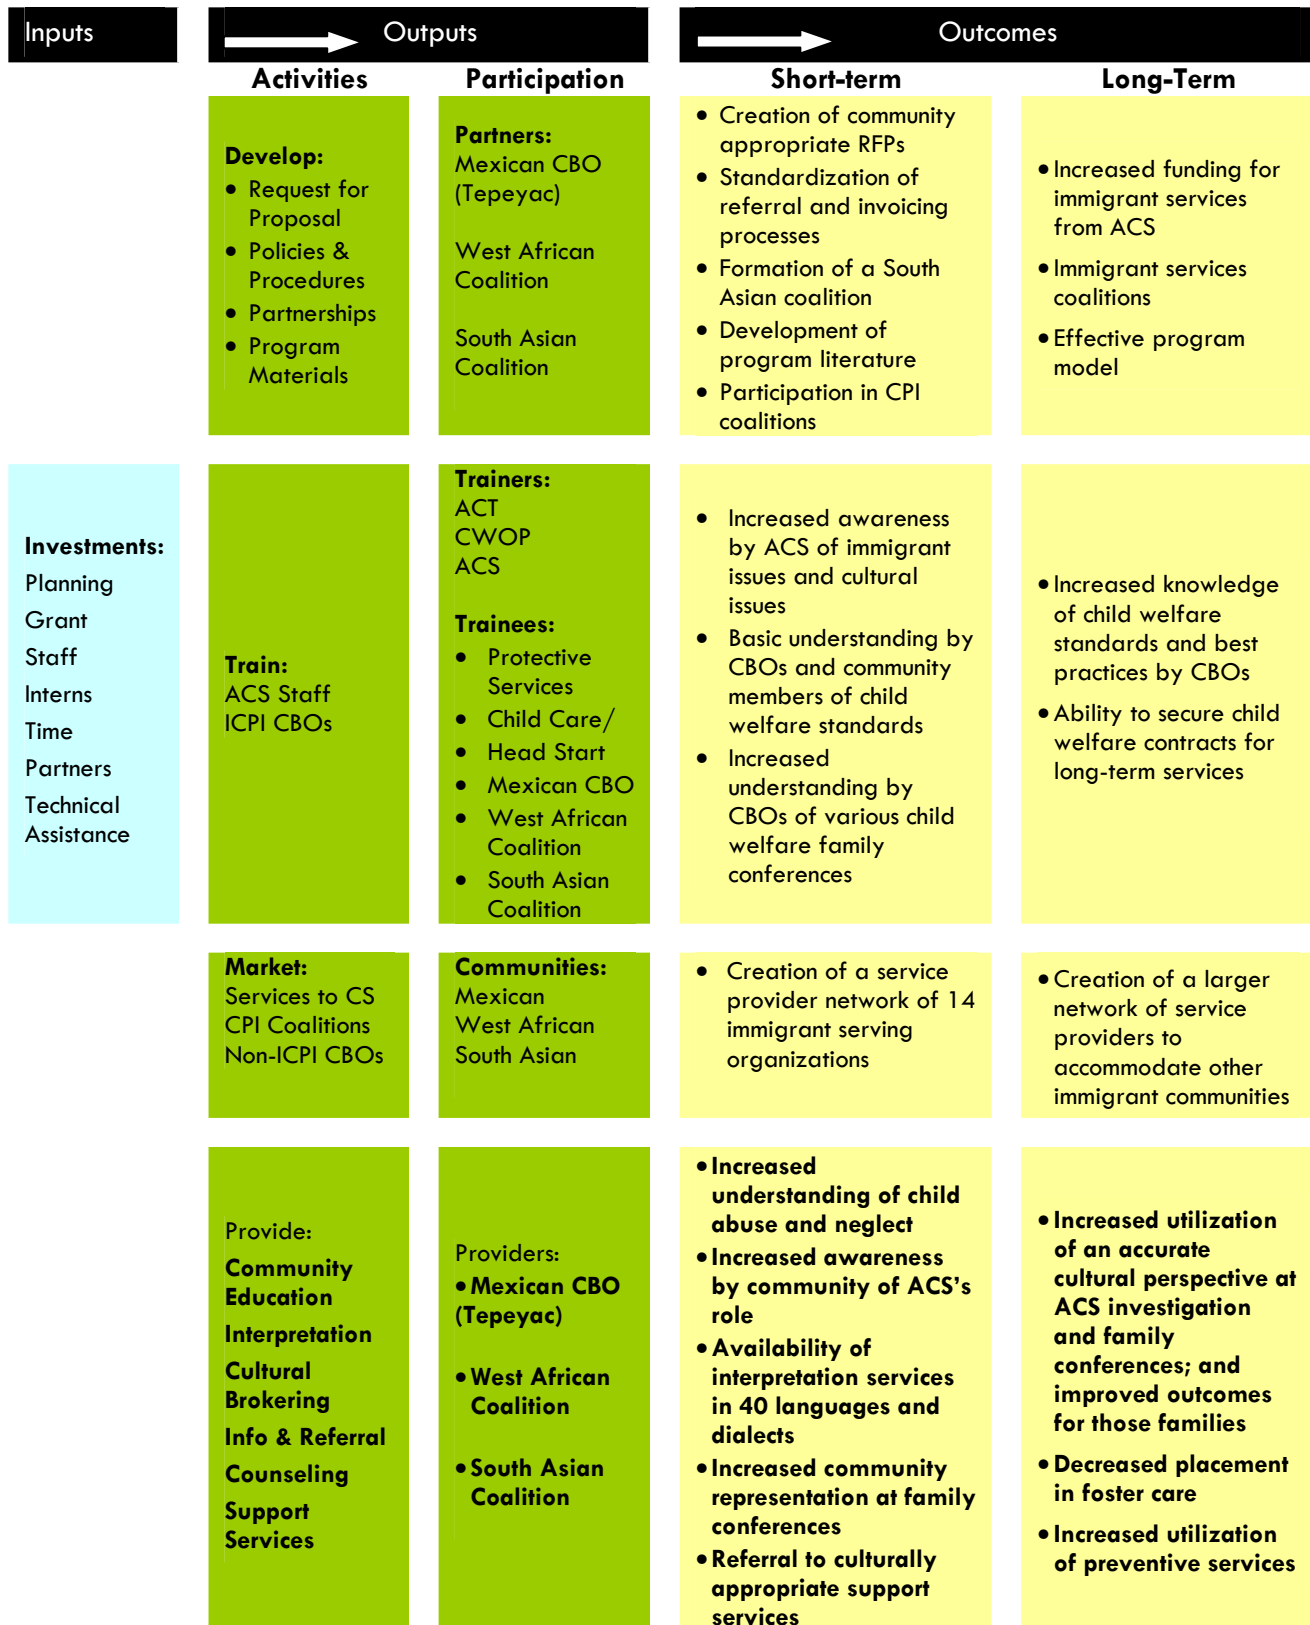 Inputs
Outputs
Outcomes
Activities
Participation
Short-term
Long-Term
Develop:
• Request for
Proposal
• Policies &
Procedures
• Partnerships
• Program
Materials
Partners:
Mexican CBO
(Tepeyac)
West African
Coalition
South Asian
Coalition
• Creation of community
appropriate RFPs
• Standardization of
referral and invoicing
processes
• Formation of a South
Asian coalition
• Development of
program literature
• Participation in CPI
coalitions
• Increased funding for
immigrant services
from ACS
• Immigrant services
coalitions
• Effective program
model
Investments:
Planning
Grant
Staff
Interns
Time
Partners
Technical
Assistance
Train:
ACS Staff
ICPI CBOs
Trainers:
ACT
CWOP
ACS
Trainees:
• Protective
Services
• Child Care/
• Head Start
• Mexican CBO
• West African
Coalition
• South Asian
Coalition
• Increased awareness
by ACS of immigrant
issues and cultural
issues
• Basic understanding by
CBOs and community
members of child
welfare standards
• Increased
understanding by
CBOs of various child
welfare family
conferences
• Increased knowledge
of child welfare
standards and best
practices by CBOs
• Ability to secure child
welfare contracts for
long-term services
Market:
Services to CS
CPI Coalitions
Non-ICPI CBOs
Communities:
Mexican
West African
South Asian
• Creation of a service
provider network of 14
immigrant serving
organizations
• Creation of a larger
network of service
providers to
accommodate other
immigrant communities
Provide:
Community
Education
Interpretation
Cultural
Brokering
Info & Referral
Counseling
Support
Services
Providers:
• Mexican CBO
(Tepeyac)
• West African
Coalition
• South Asian
Coalition
• Increased
understanding of child
abuse and neglect
• Increased awareness
by community of ACS's
role
• Availability of
interpretation services
in 40 languages and
dialects
• Increased community
representation at family
conferences
• Referral to culturally
appropriate support
services
• Increased utilization
of an accurate
cultural perspective at
ACS investigation
and family
conferences; and
improved outcomes
for those families
• Decreased placement
in foster care
• Increased utilization
of preventive services